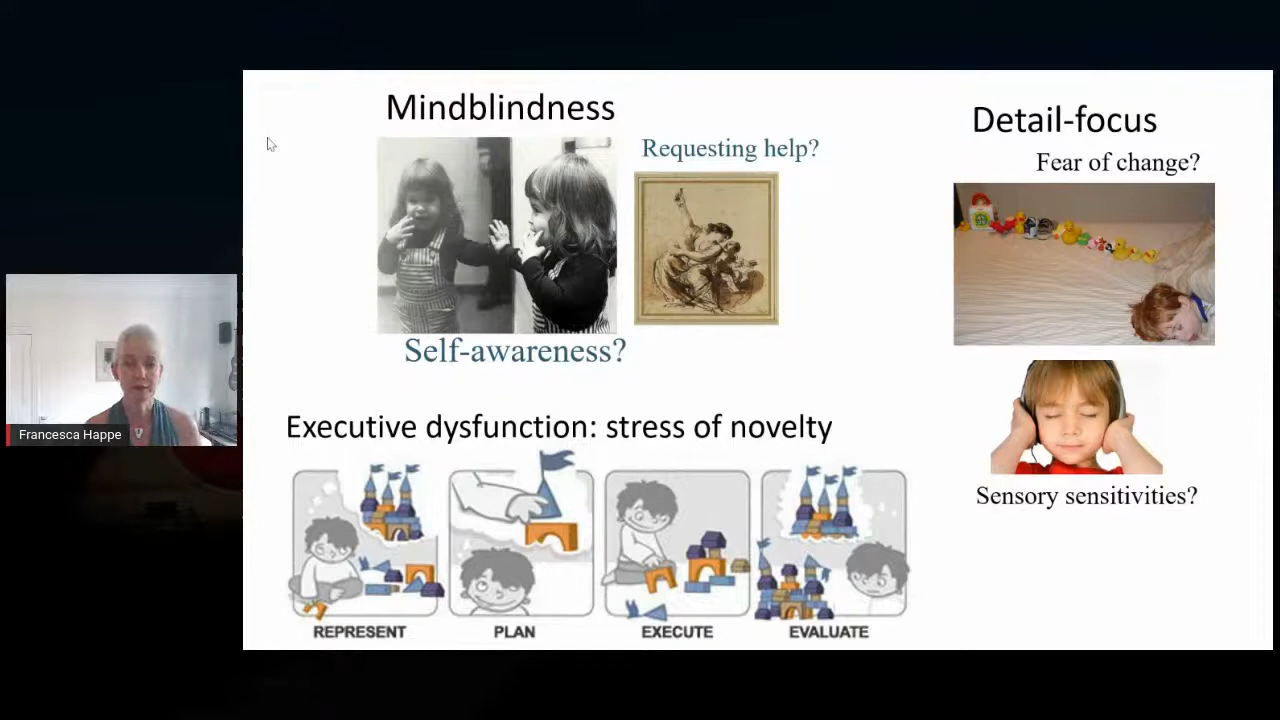 Mindblindness
Requesting help?
Self-awareness?
Detail-focus
Fear of change?
Sensory sensitivities?
Executive dysfunction: stress of novelty
REPRESENT
PLAN
EXECUTE
EVALUATE
Francesca Happe